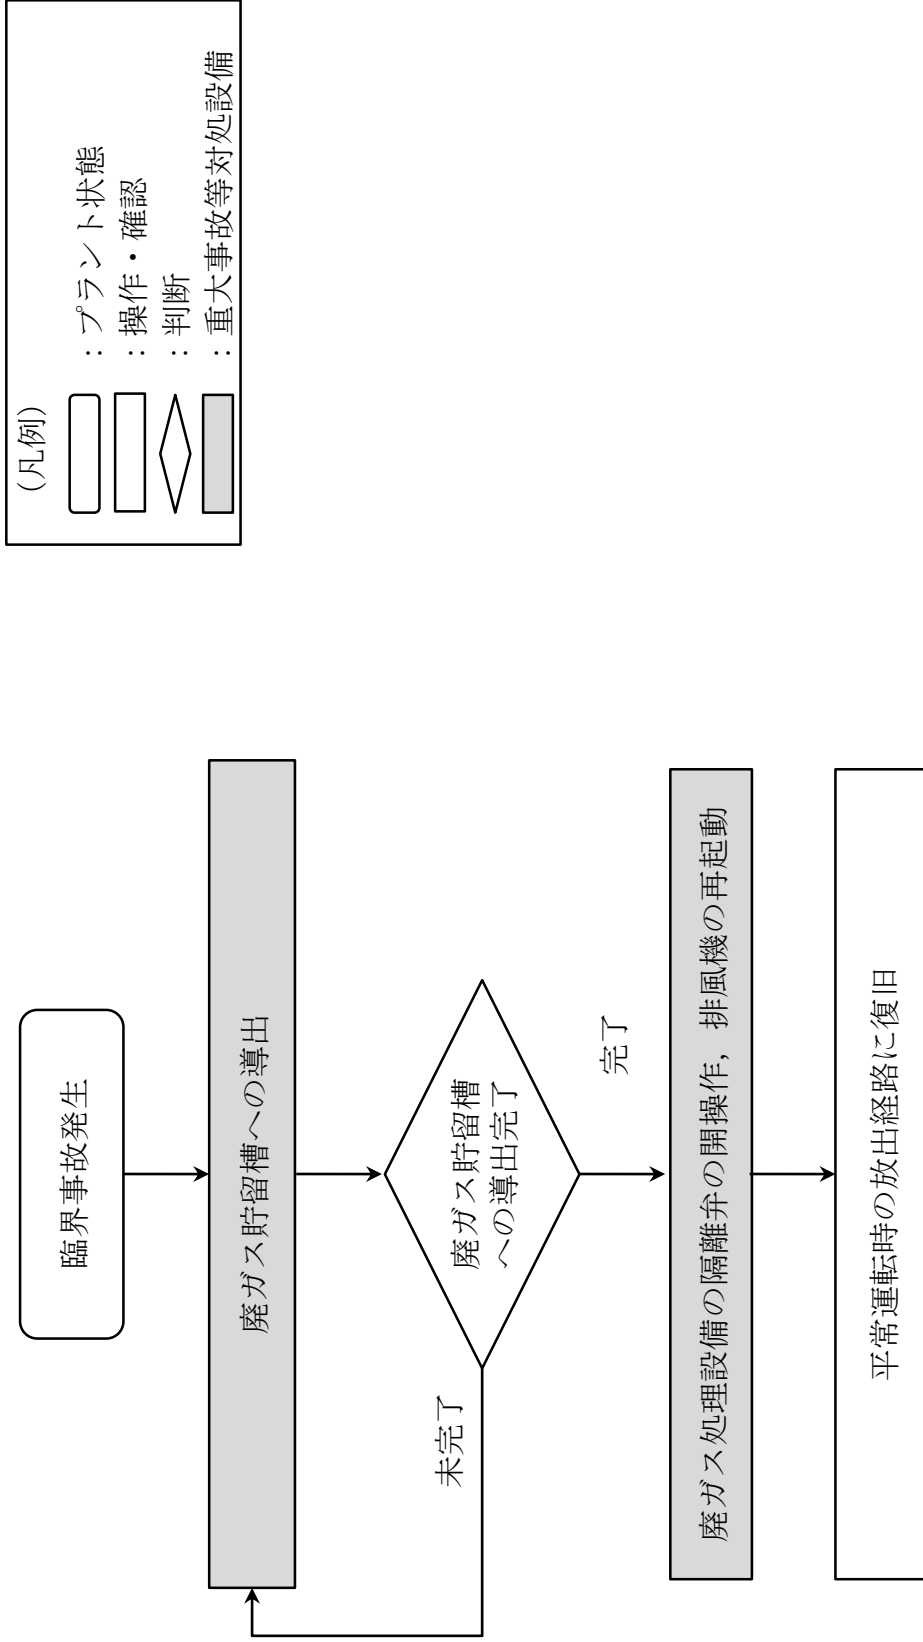 (凡例)
：プラント状態
：操作・確認
：判断
：重大事故等対処設備
臨界事故発生
廃ガス貯留槽への導出
廃ガス貯留槽
への導出完了
未完了
完了
廃ガス処理設備の隔離弁の開操作，排風機の再起動
平常運転時の放出経路に復旧